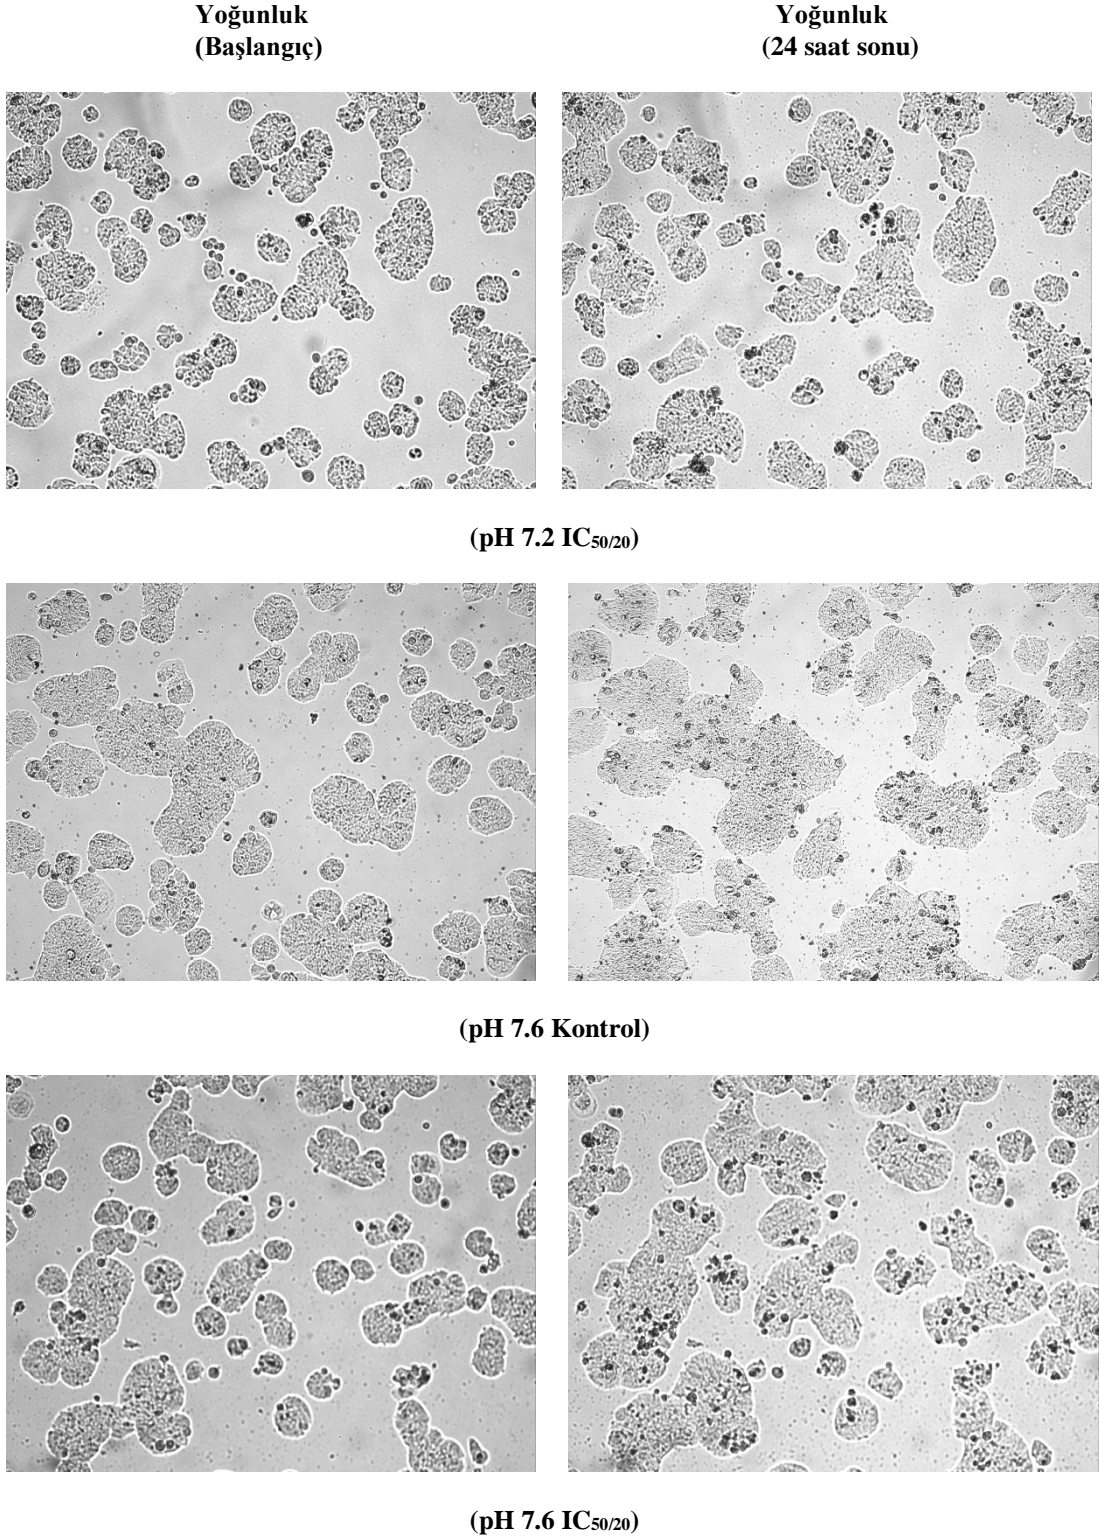 Yoğunluk
(Başlangıç)
Yoğunluk
(24 saat sonu)
(pH 7.2 IC50/20)
(pH 7.6 Kontrol)
(pH 7.6 IC50/20)